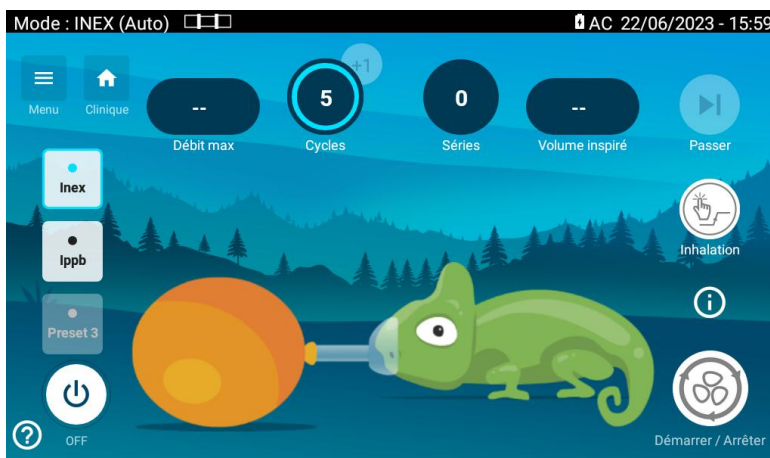 Mode : INEX (Auto)
AC 22/06/2023 - 15:59
+1
Menu
Clinique
--
5
0
--
Débit max
Cycles
Séries
Volume inspiré
Passer
Inex
Inhalation
Ippb
Preset 3
OFF
Démarrer / Arrêter